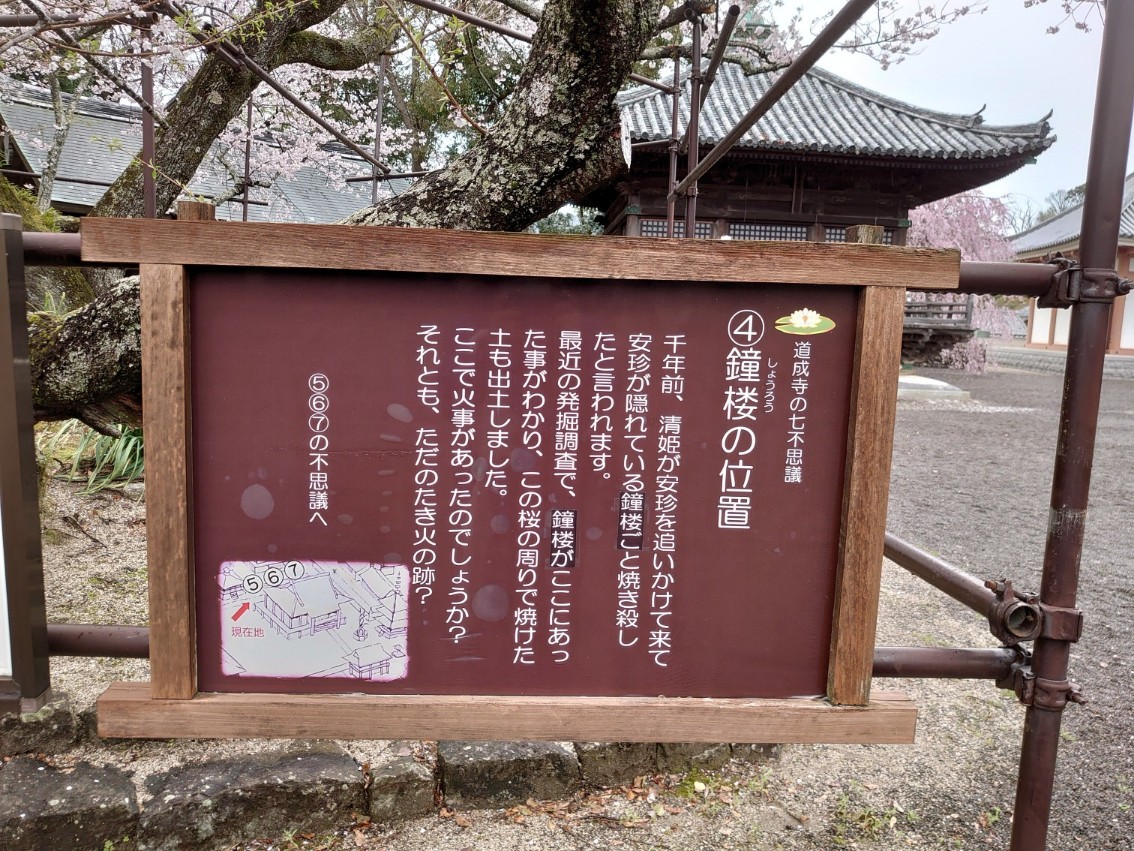 道成寺の七不思議
④鐘楼の位置
しょうろう
千年前、清姫が安珍を追いかけて来て
安珍が隠れている鐘楼ごと焼き殺し
たと言われます。
最近の発掘調査で、鐘楼がここにあっ
た事がわかり、この桜の周りで焼けた
土も出土しました。
ここで火事があったのでしょうか?
それとも、ただのたき火の跡?
⑤⑥⑦の不思議へ
⑤⑥⑦
現在地